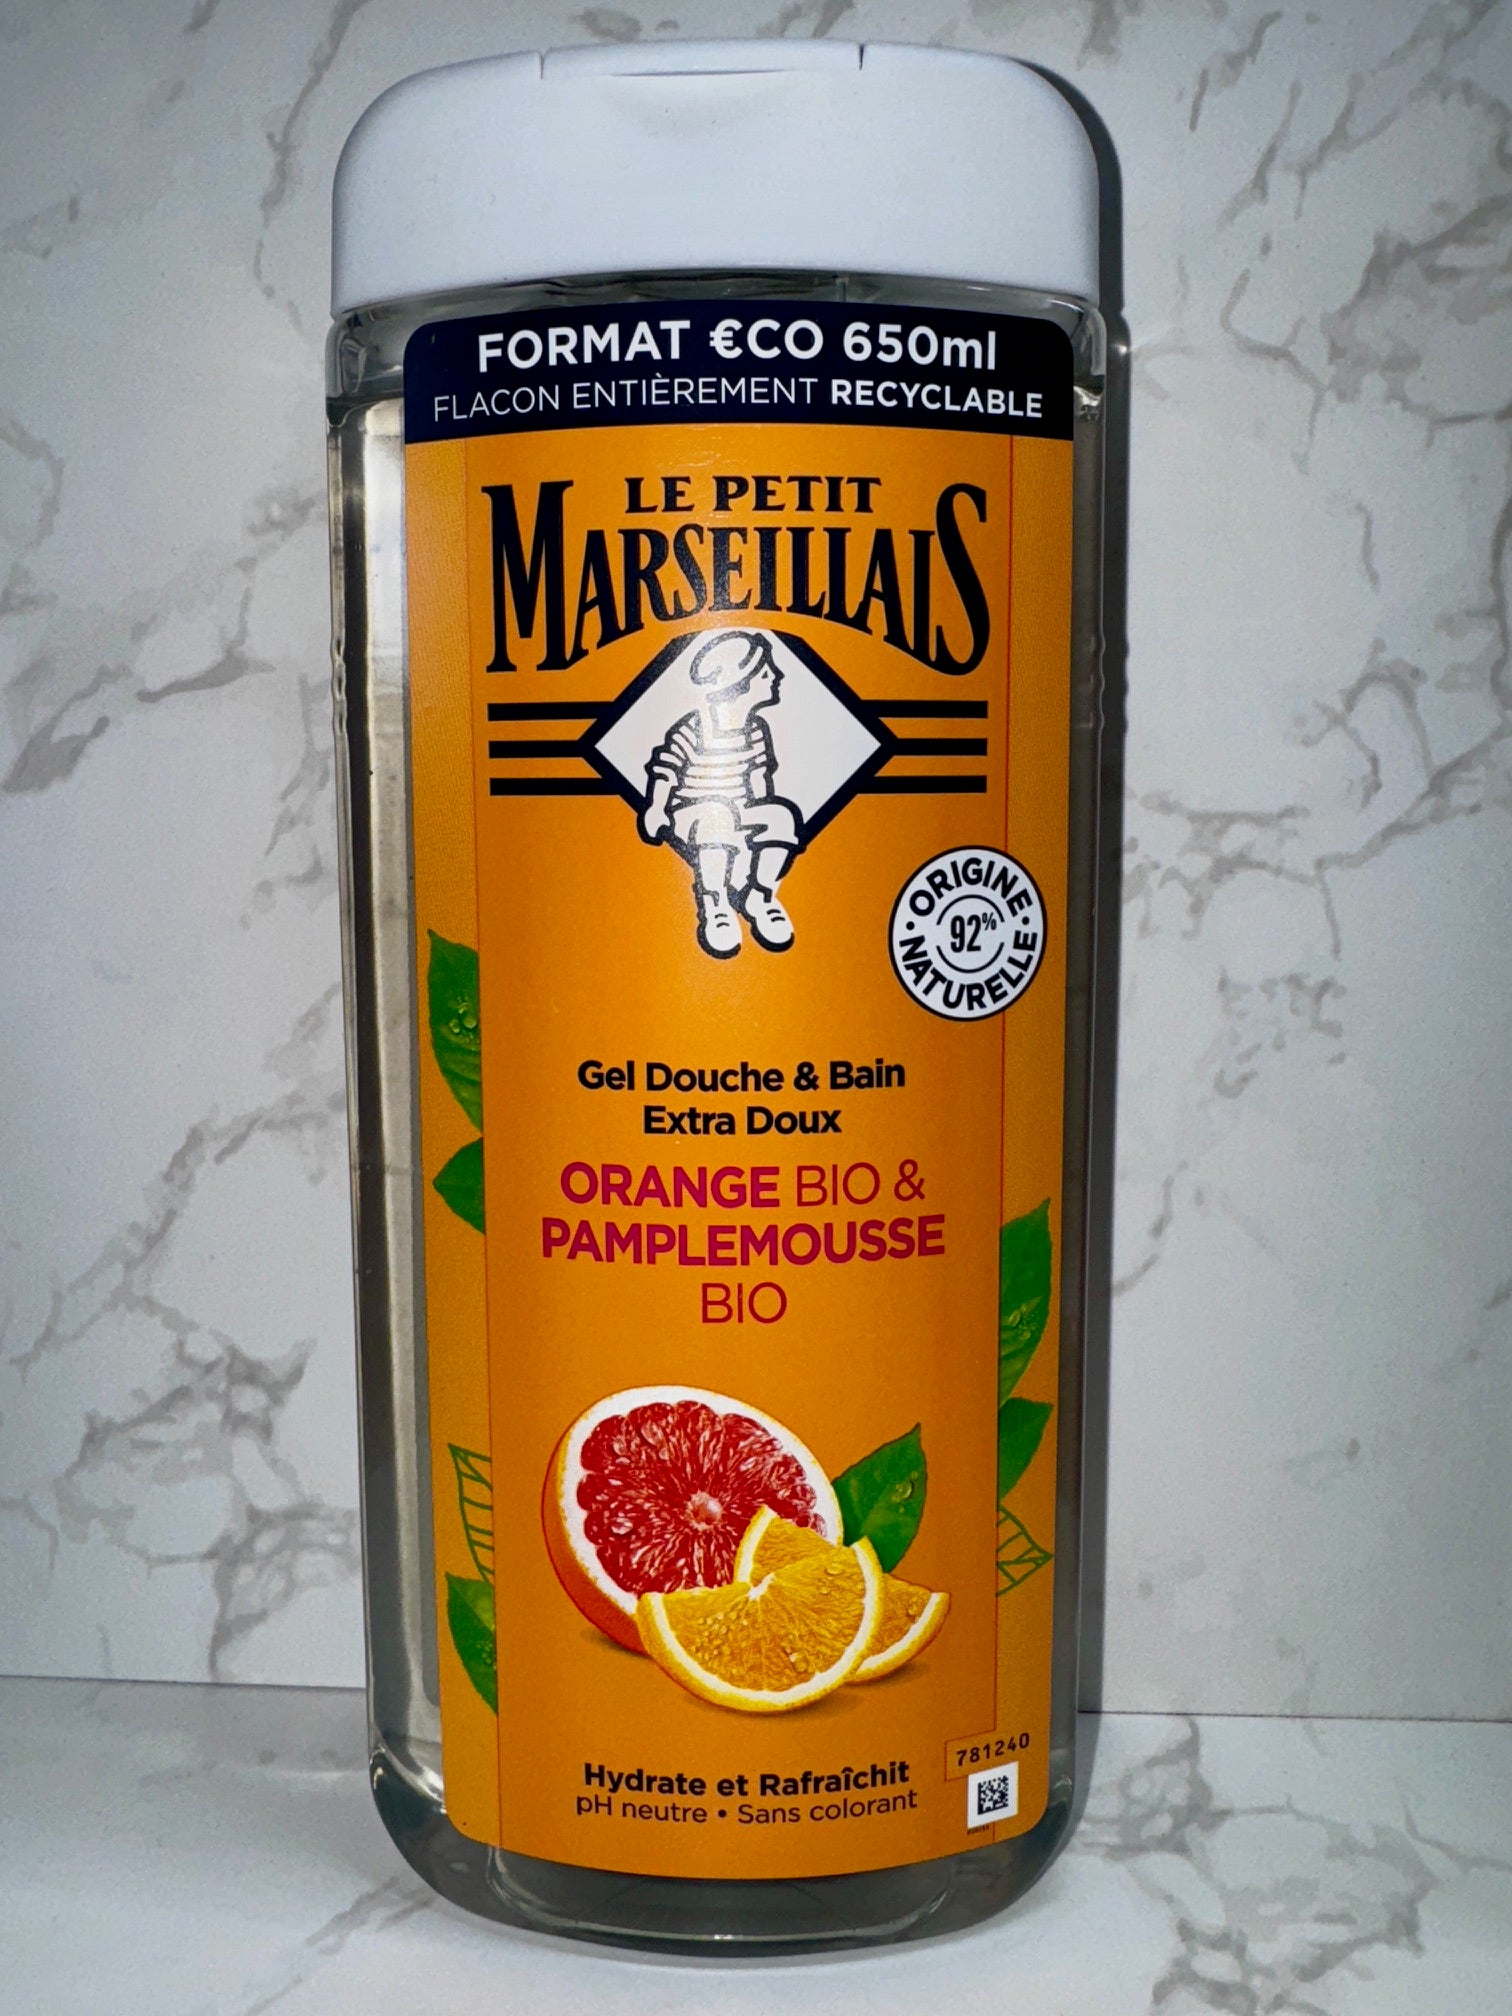 FORMAT €CO 650ml
FLACON ENTIÈREMENT RECYCLABLE
LE PETIT
MARSEILLAIS
ORIGINE
92%
NATURELLE
Gel Douche & Bain
Extra Doux
ORANGE BIO &
PAMPLEMOUSSE
BIO
Hydrate et Rafraîchit
pH neutre • Sans colorant
781240